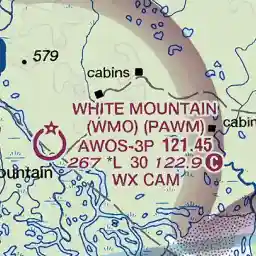 579
cabins
WHITE MOUNTAIN
(WMO) (PAWM)
cabin
AWOS-3P 121.45
267 *L 30 122.9 C
ountain
WX CAM